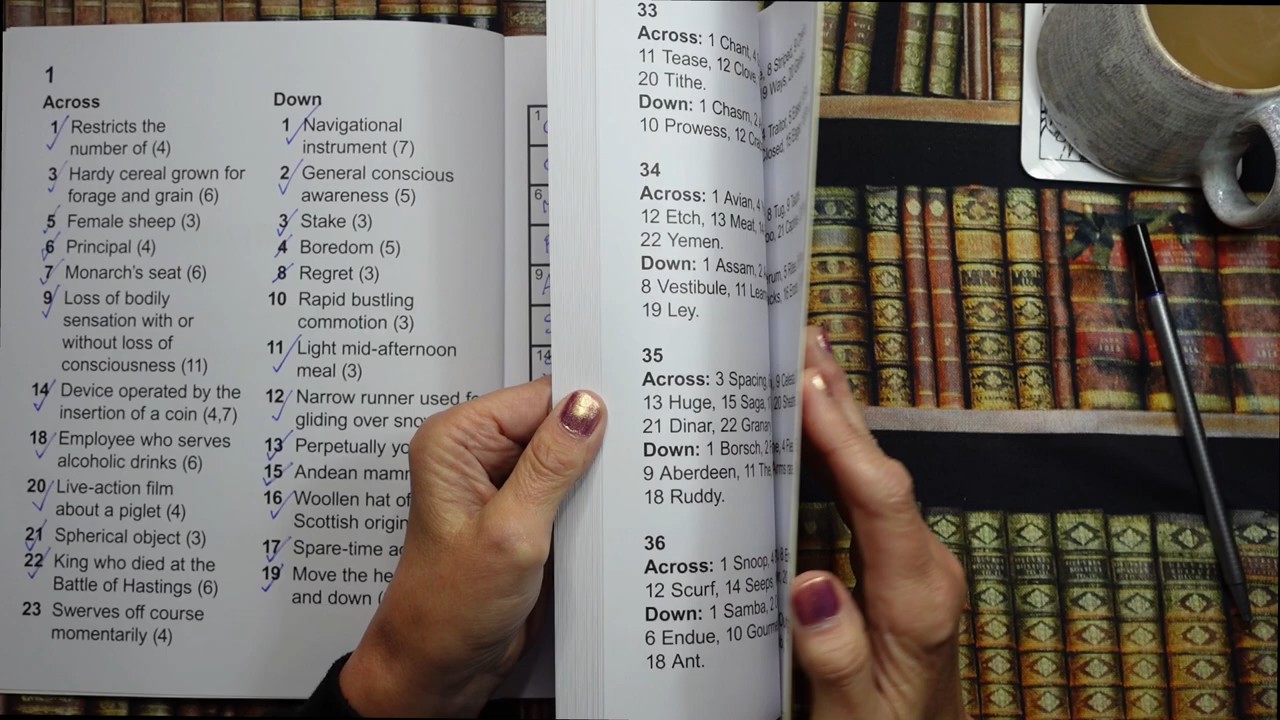 1
Across
1 Restricts the
number of (4)
3 Hardy cereal grown for
forage and grain (6)
5 Female sheep (3)
6 Principal (4)
7 Monarch's seat (6)
9 Loss of bodily
sensation with or
without loss of
consciousness (11)
14 Device operated by the
insertion of a coin (4,7)
18 Employee who serves
alcoholic drinks (6)
20 Live-action film
about a piglet (4)
21 Spherical object (3)
22 King who died at the
Battle of Hastings (6)
23 Swerves off course
momentarily (4)
Down
1 Navigational
instrument (7)
2 General conscious
awareness (5)
3 Stake (3)
4 Boredom (5)
8 Regret (3)
10 Rapid bustling
commotion (3)
11 Light mid-afternoon
meal (3)
12 Narrow runner used
gliding over
13 Perpetually
15 Andean
16 Woollen hat of
Scottish
17 Spare-time
19 Move the
and down
1
6
9
14
33
Across: 1 Chant,
11 Tease, 12
20 Tithe.
Down: 1 Chasm,
10 Prowess, 12
34
Across: 1 Avian,
12 Etch, 13 Meat,
22 Yemen.
Down: 1 Assam,
8 Vestibule, 11
19 Ley.
35
Across: 3 Spacing,
13 Huge, 15 Saga,
21 Dinar, 22
Down: 1 Borsch,
9 Aberdeen, 11
18 Ruddy.
36
Across: 1 Snoop,
12 Scurf, 14 Seeps
Down: 1 Samba,
6 Endue, 10
18 Ant.